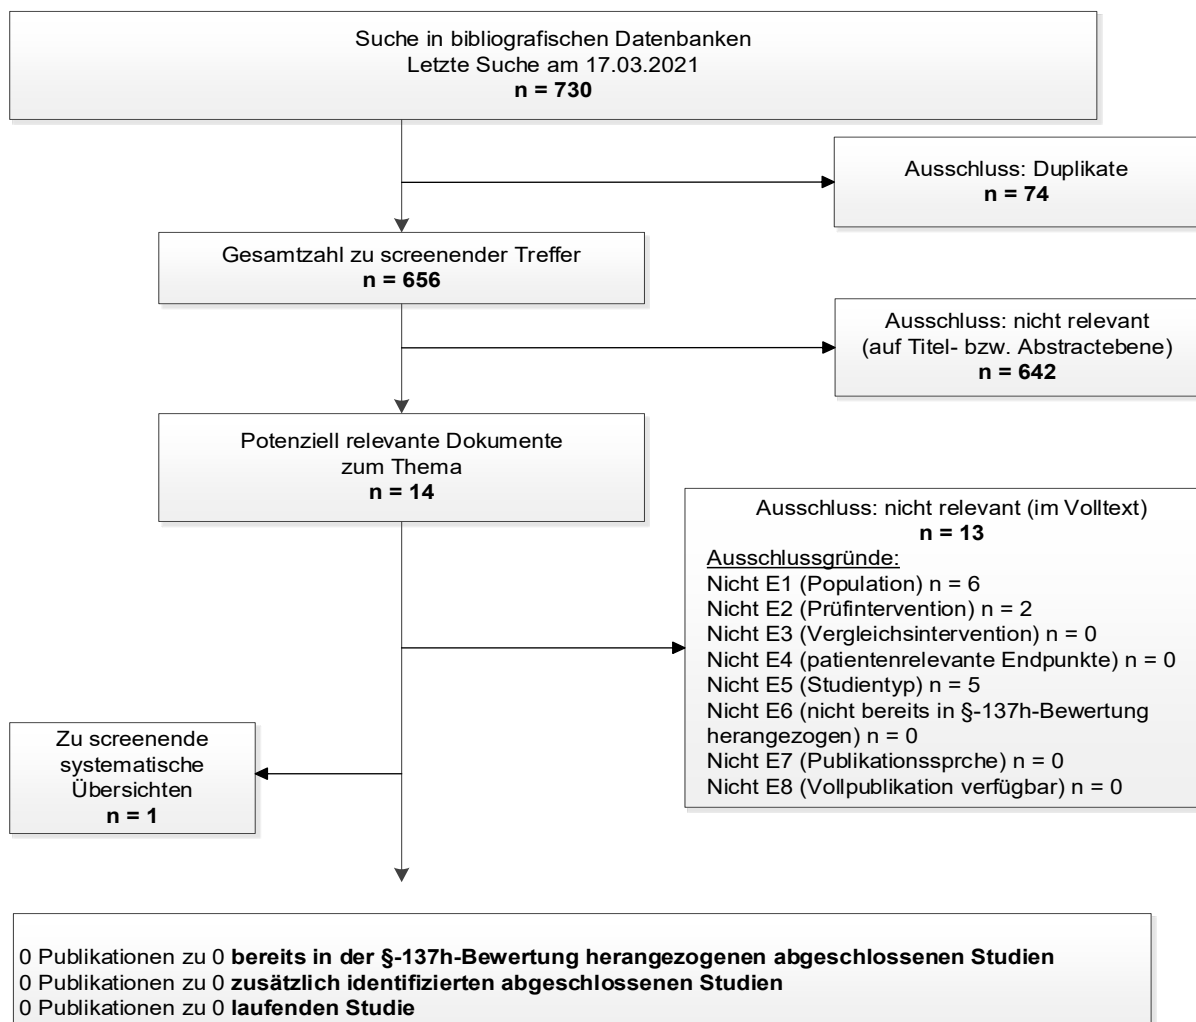 Suche in bibliografischen Datenbanken
Letzte Suche am 17.03.2021
n = 730
Ausschluss: Duplikate
n = 74
Gesamtzahl zu screenender Treffer
n = 656
Ausschluss: nicht relevant
(auf Titel- bzw. Abstractebene)
n = 642
Potenziell relevante Dokumente
zum Thema
n = 14
Ausschluss: nicht relevant (im Volltext)
n = 13
Ausschlussgründe:
Nicht E1 (Population) n = 6
Nicht E2 (Prüfintervention) n = 2
Nicht E3 (Vergleichsintervention) n = 0
Nicht E4 (patientenrelevante Endpunkte) n = 0
Nicht E5 (Studientyp) n = 5
Nicht E6 (nicht bereits in §-137h-Bewertung
herangezogen) n = 0
Nicht E7 (Publikationssprche) n = 0
Nicht E8 (Vollpublikation verfügbar) n = 0
Zu screenende
systematische
Übersichten
n = 1
0 Publikationen zu 0 bereits in der §-137h-Bewertung herangezogenen abgeschlossenen Studien
0 Publikationen zu 0 zusätzlich identifizierten abgeschlossenen Studien
0 Publikationen zu 0 laufenden Studie